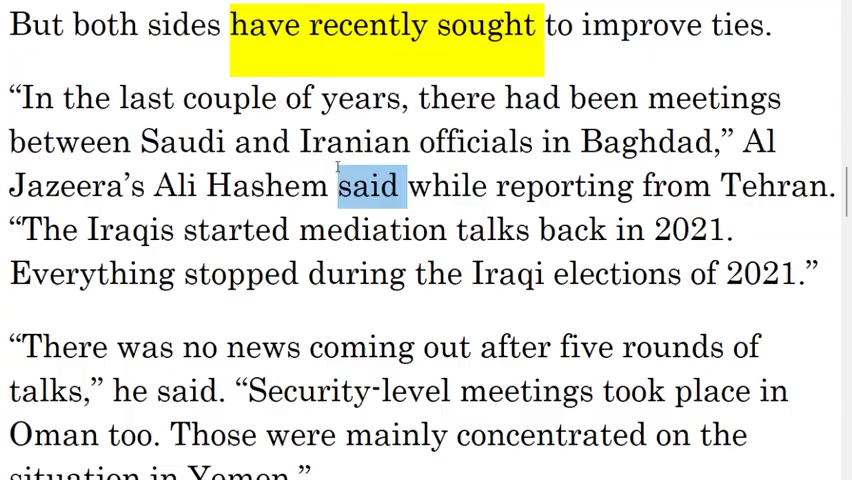 But both sides have recently sought to improve ties.
“In the last couple of years, there had been meetings
between Saudi and Iranian officials in Baghdad,” Al
Jazeera’s Ali Hashem said while reporting from Tehran.
“The Iraqis started mediation talks back in 2021.
Everything stopped during the Iraqi elections of 2021.”
“There was no news coming out after five rounds of
talks,” he said. “Security-level meetings took place in
Oman too. Those were mainly concentrated on the
situation in Yemen.”